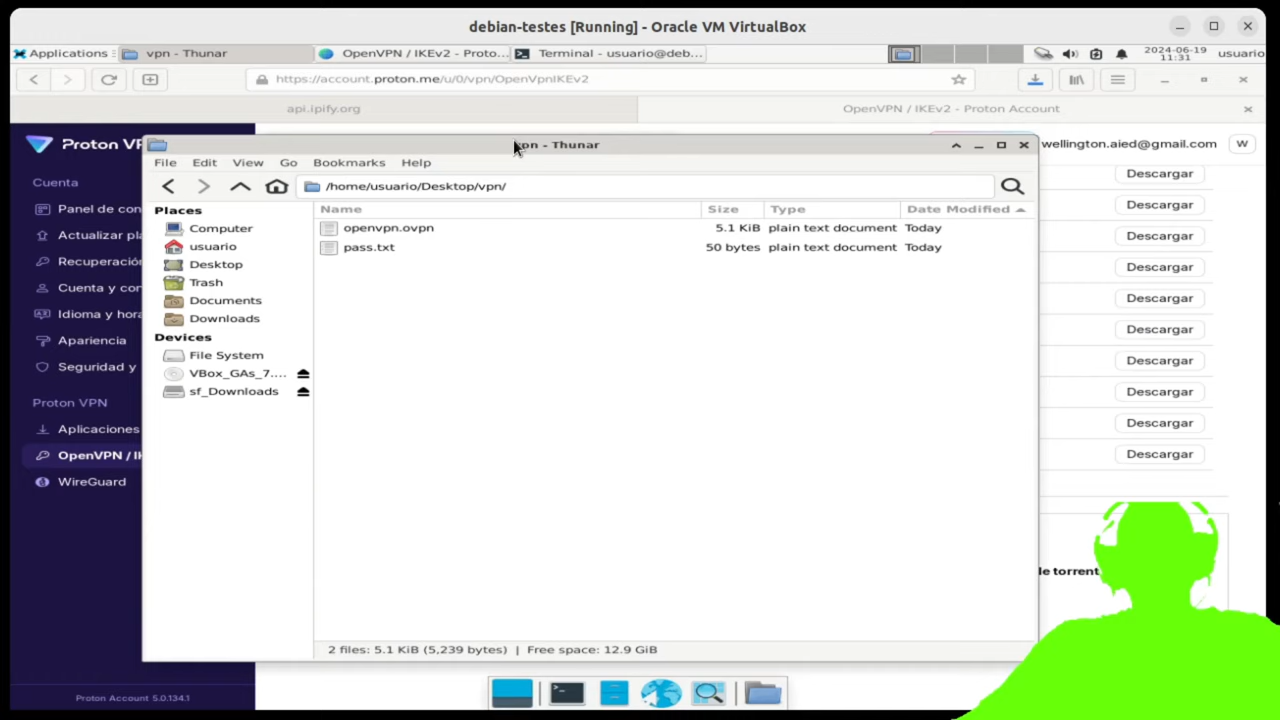 debian-testes [Running] - Oracle VM VirtualBox
Applications
vpn - Thunar
OpenVPN / IKEv2 - Proto...
Terminal - usuario@deb...
2024-06-19
11:31
usuario
https://account.proton.me/u/0/vpn/OpenVpnIKEv2
api.ipify.org
OpenVPN / IKEv2 - Proton Account
Proton VP
wellington.aied@gmail.com
W
Cuenta
Panel de con
Actualizar pla
Recuperación
Cuenta y con
Idioma y hora
Apariencia
Seguridad y
Proton VPN
Aplicaciones
OpenVPN / IK
WireGuard
Proton Account 5.0.134.1
vpn - Thunar
File Edit View Go Bookmarks Help
/home/usuario/Desktop/vpn/
Places
Computer
usuario
Desktop
Trash
Documents
Downloads
Devices
File System
VBox_GAs_7....
sf_Downloads
Name Size Type Date Modified
openvpn.ovpn 5.1 KiB plain text document Today
pass.txt 50 bytes plain text document Today
2 files: 5.1 KiB (5,239 bytes) | Free space: 12.9 GiB
Descargar
Descargar
Descargar
Descargar
Descargar
Descargar
Descargar
Descargar
Descargar
Descargar
le torrent